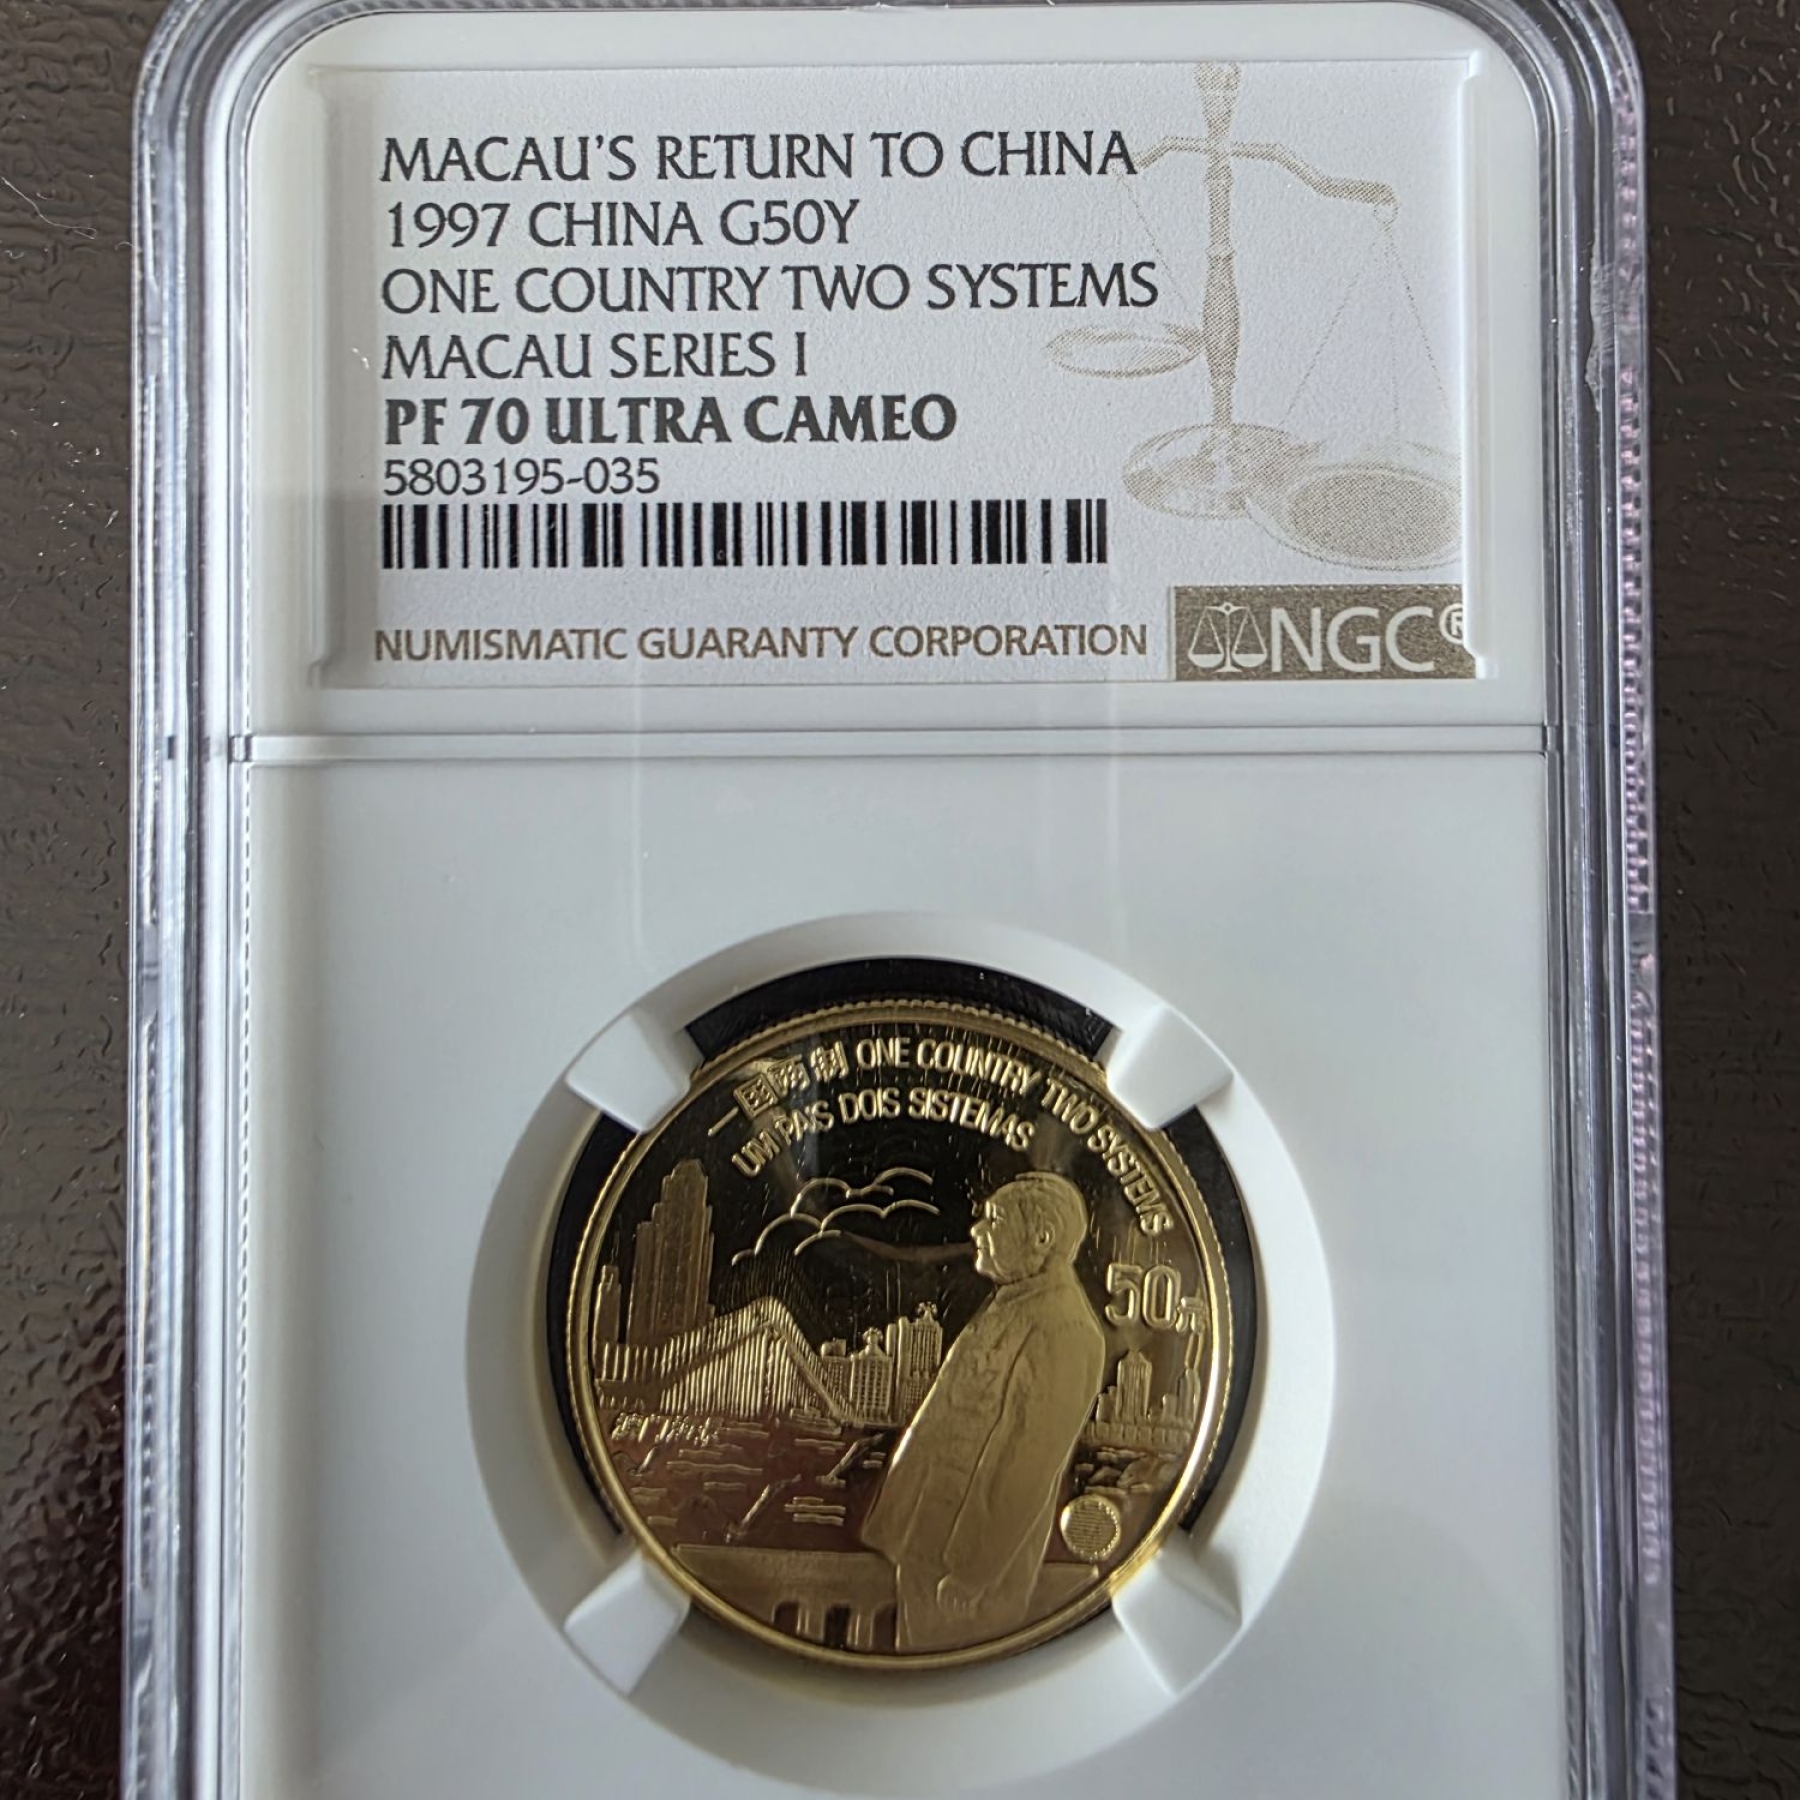 MACAU'S RETURN TO CHINA
1997 CHINA G50Y
ONE COUNTRY TWO SYSTEMS
MACAU SERIES I
PF 70 ULTRA CAMEO
5803195-035
NUMISMATIC GUARANTY CORPORATION
NGC®
一国两制 ONE COUNTRY TWO SYSTEMS
UM PAÍS DOIS SISTEMAS
50元